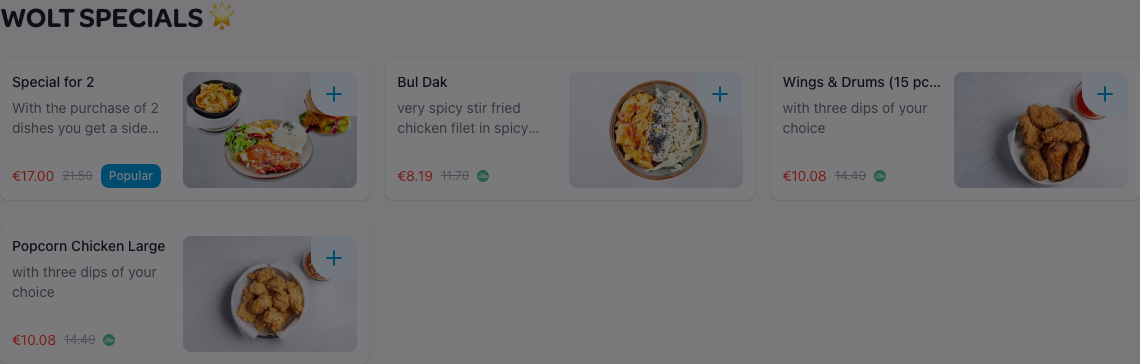 WOLT SPECIALS 🌟
Special for 2
With the purchase of 2
dishes you get a side...
€17.00 21.50 Popular
Bul Dak
very spicy stir fried
chicken filet in spicy...
€8.19 11.70
Wings & Drums (15 pc...
with three dips of your
choice
€10.08 14.40
Popcorn Chicken Large
with three dips of your
choice
€10.08 14.40